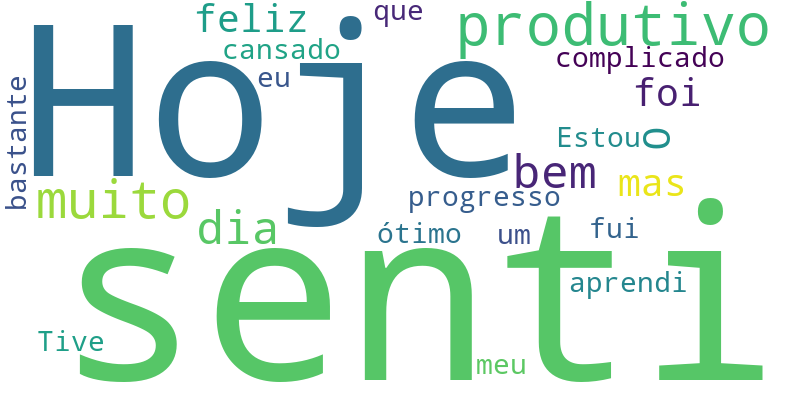 feliz
que
produtivo
cansado
complicado
Hoje
eu
foi
bastante
Estou
o
bem
mas
muito
progresso
dia
ótimo
um
fui
senti
aprendi
Tive
meu